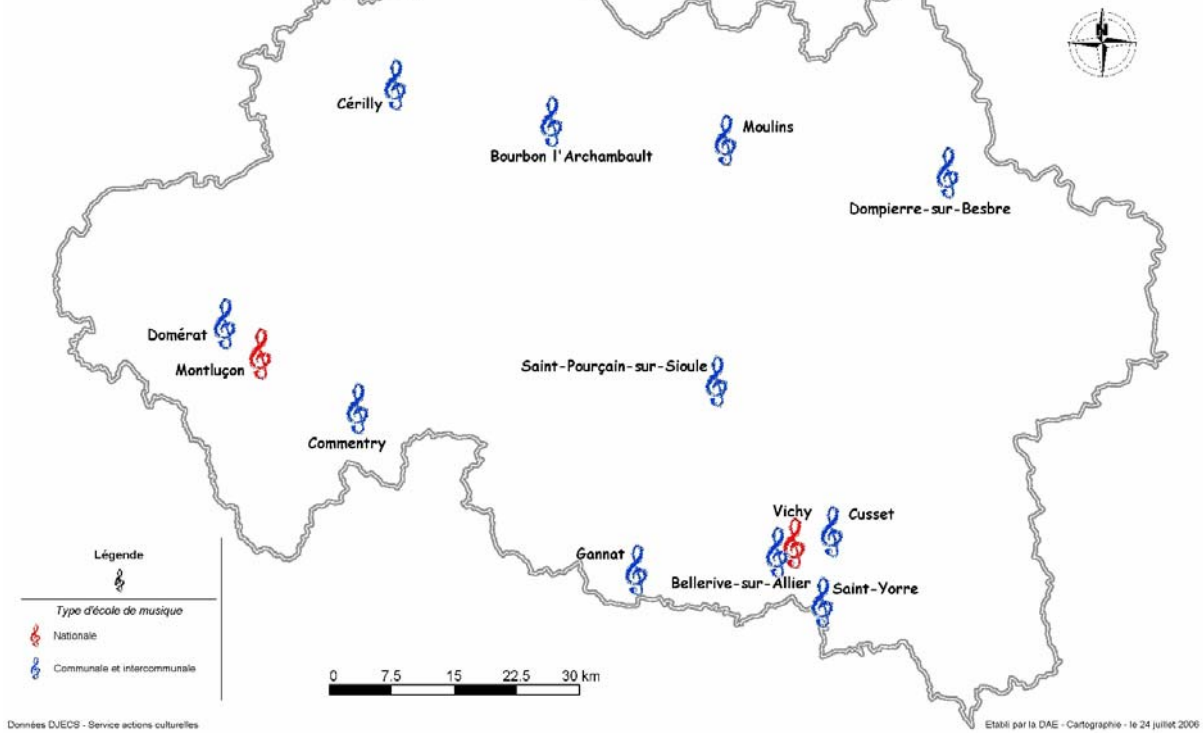 N
Cérilly
Bourbon l'Archambault
Moulins
Dompierre-sur-Besbre
Domérat
Montluçon
Saint-Pourçain-sur-Sioule
Commentry
Vichy
Cusset
Gannat
Bellerive-sur-Allier
Saint-Yorre
Légende
Type d'école de musique
Nationale
Communale et intercommunale
0 7.5 15 22.5 30 km
Données DJECS - Service actions culturelles
Etabli par la DAE - Cartographie - le 24 juillet 2006